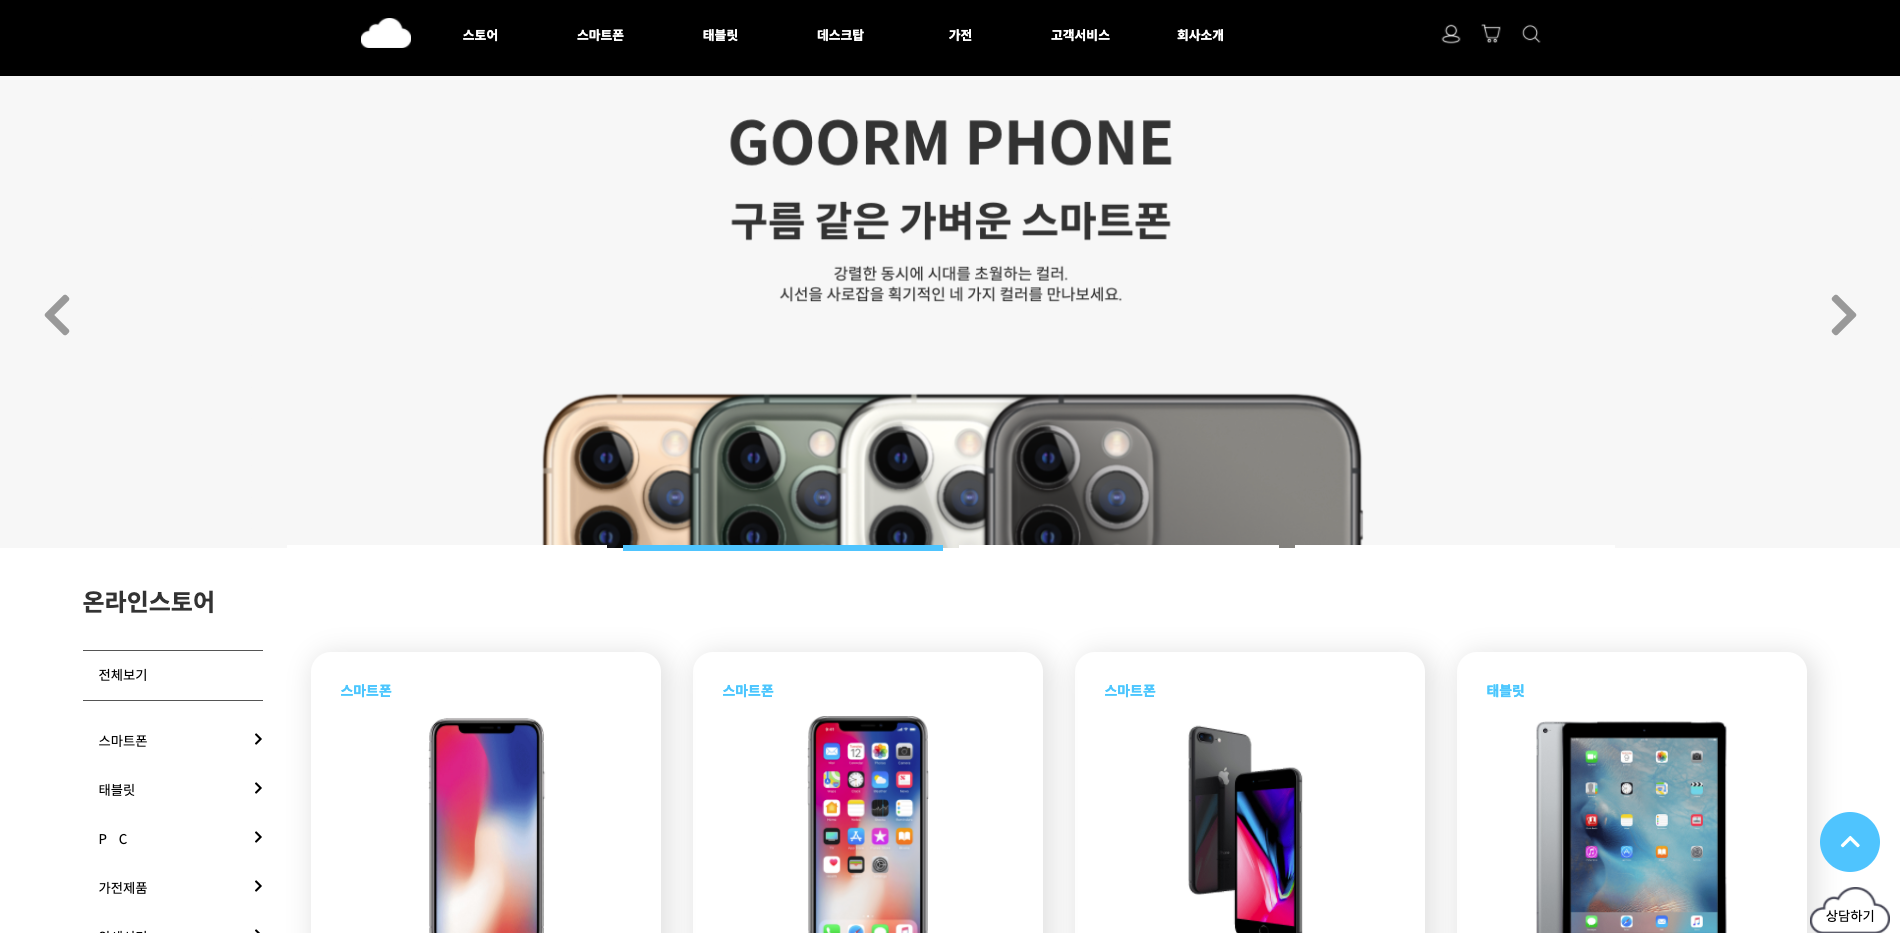 스토어 스마트폰 태블릿 데스크탑 가전 고객서비스 회사소개
GOORM PHONE
구름 같은 가벼운 스마트폰
강렬한 동시에 시대를 초월하는 컬러.
시선을 사로잡을 획기적인 네 가지 컬러를 만나보세요.
온라인스토어
전체보기
스마트폰
태블릿
P C
가전제품
스마트폰
스마트폰
스마트폰
태블릿
상담하기